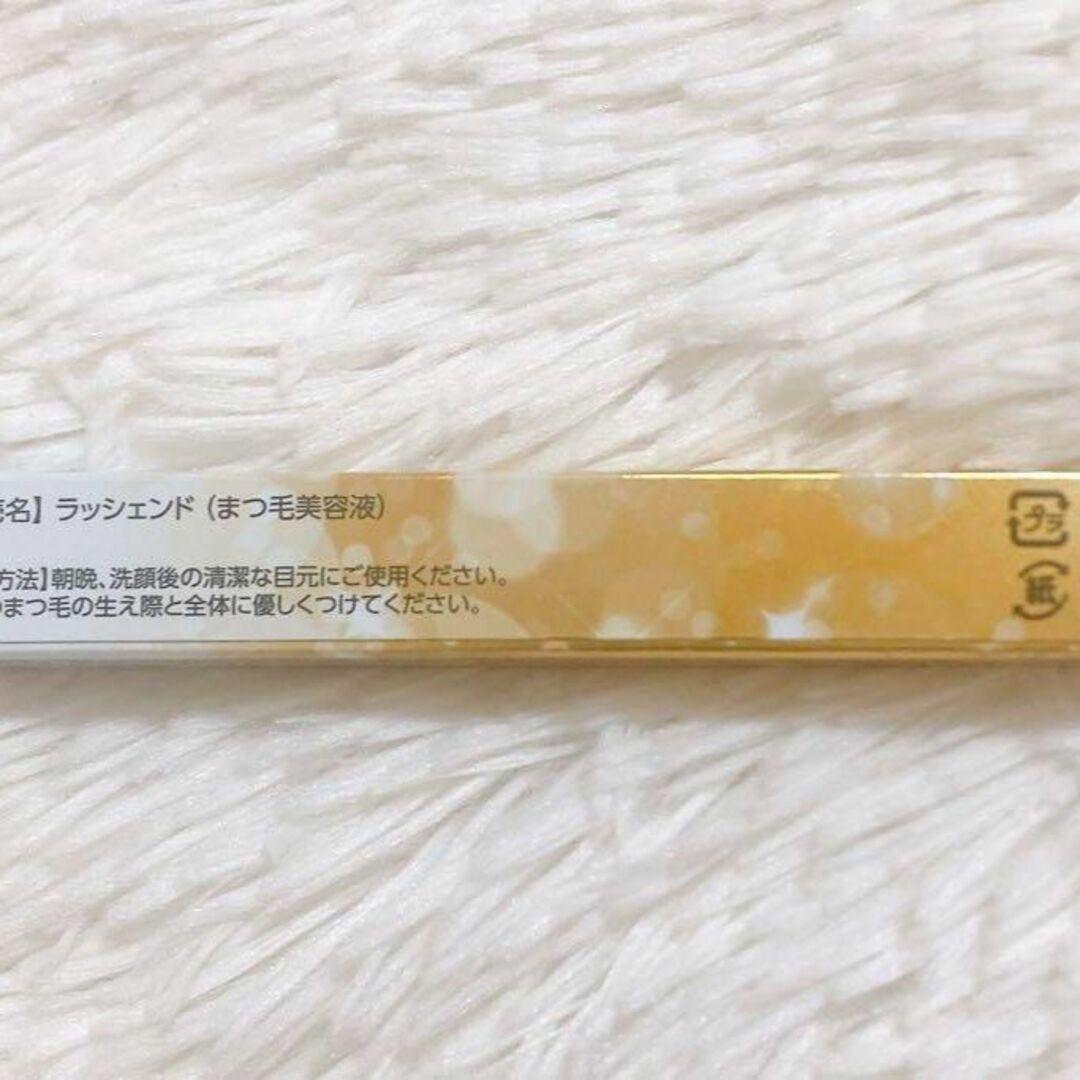 売名】ラッシェンド（まつ毛美容液）
方法】朝晩、洗顔後の清潔な目元にご使用ください。
まつ毛の生え際と全体に優しくつけてください。
プラ
紙